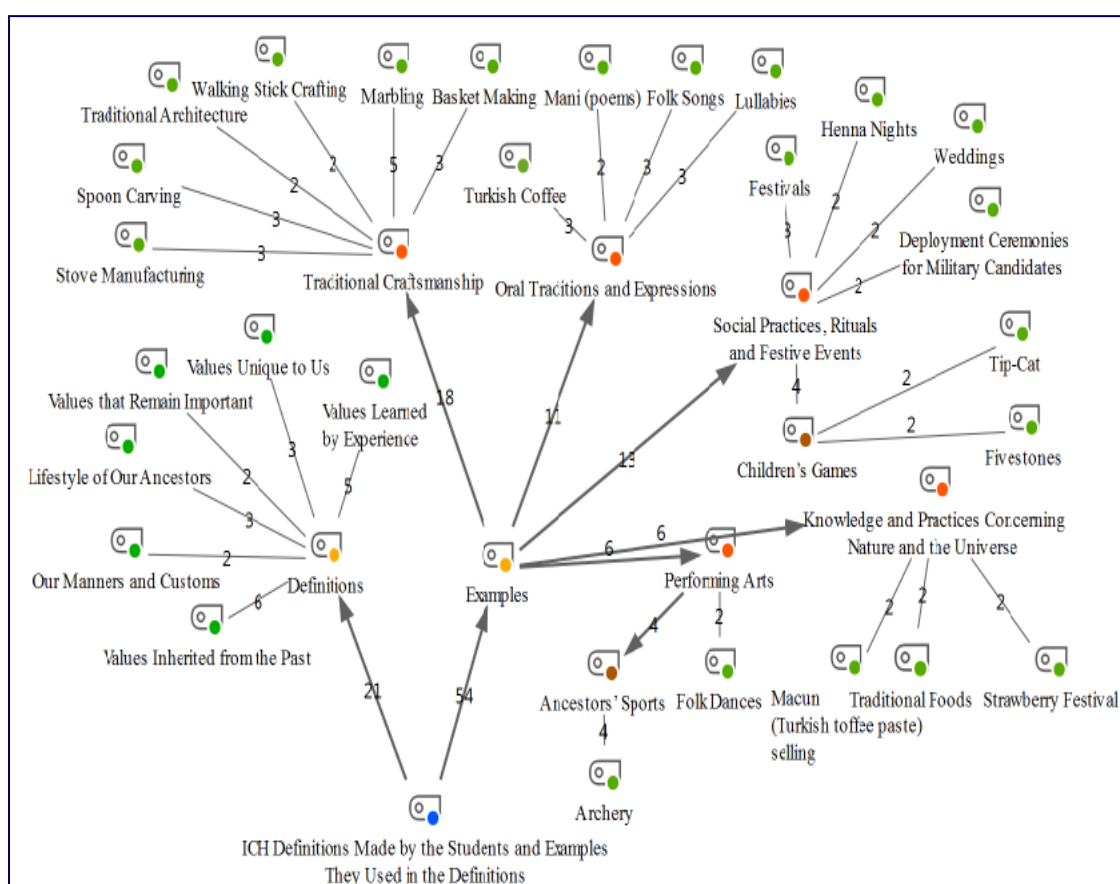 Walking Stick Crafting
Marbling
Basket Making
Mani (poems)
Folk Songs
Lullabies
Traditional Architecture
Henna Nights
Weddings
Spoon Carving
Turkish Coffee
Festivals
2
5
3
2
3
3
2
2
3
3
3
3
2
2
2
Stove Manufacturing
Traditional Craftsmanship
Oral Traditions and Expressions
Deployment Ceremonies
for Military Candidates
Social Practices, Rituals
and Festive Events
Values Unique to Us
Values that Remain Important
Values Learned
by Experience
Lifestyle of Our Ancestors
Our Manners and Customs
Values Inherited from the Past
3
2
3
5
2
6
Definitions
18
11
13
6
6
Examples
4
2
2
Tip-Cat
Children's Games
Fivestones
Knowledge and Practices Concerning
Nature and the Universe
Performing Arts
4
2
2
2
2
Ancestors' Sports
Folk Dances
Macun
(Turkish toffee paste)
selling
Traditional Foods
Strawberry Festival
4
Archery
21
54
ICH Definitions Made by the Students and Examples
They Used in the Definitions